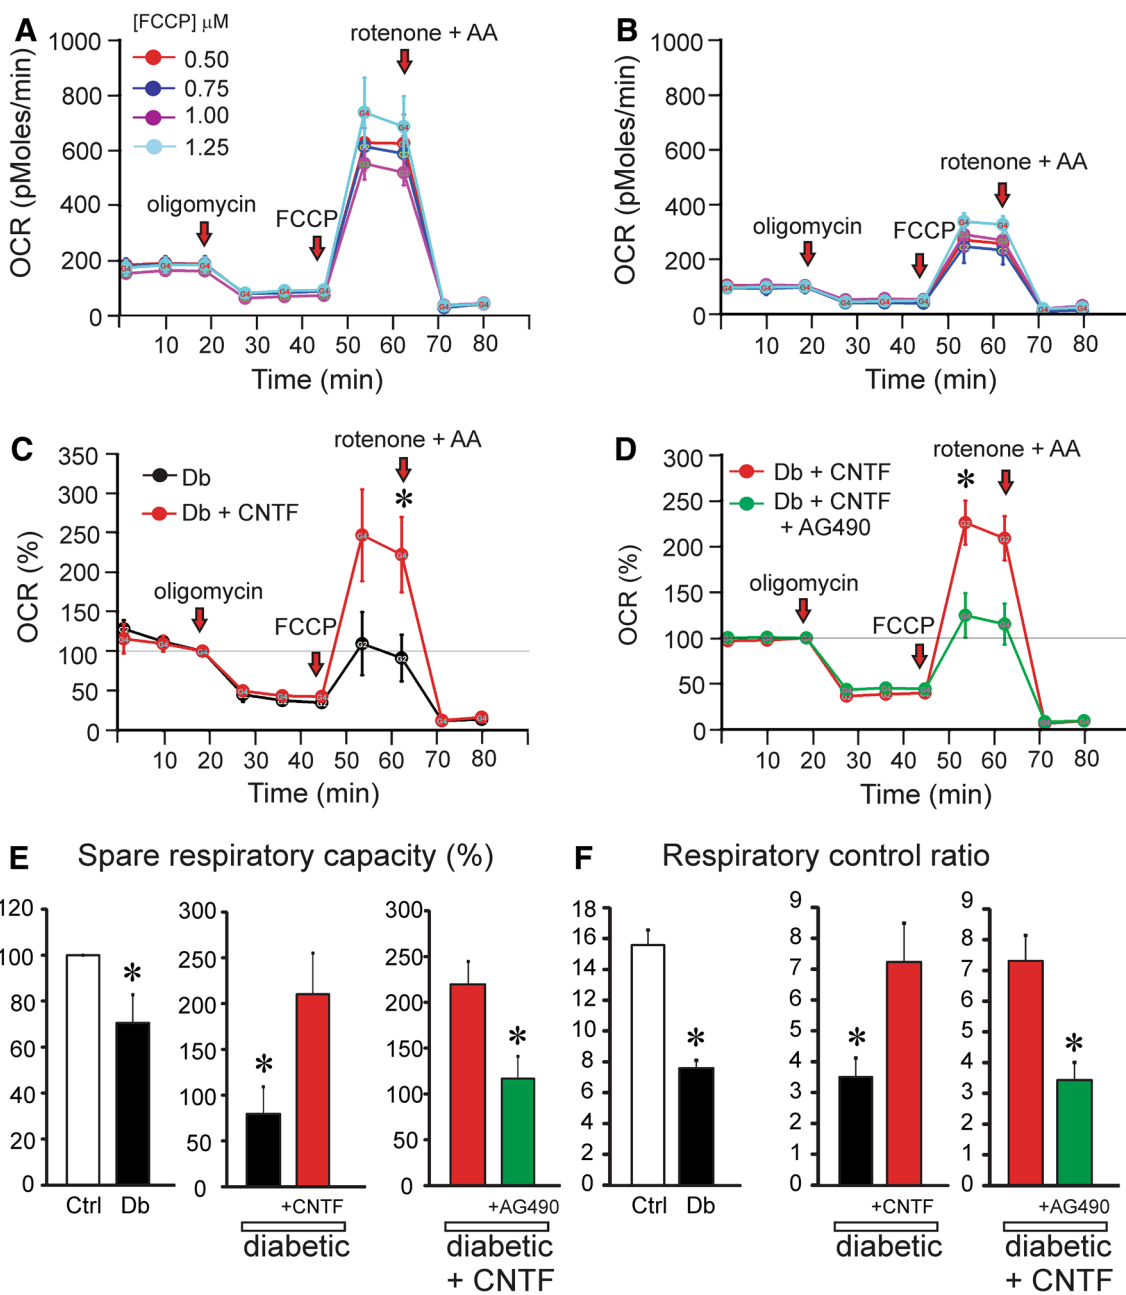 A
[FCCP] µM
0.50
0.75
1.00
1.25
rotenone + AA
oligomycin
FCCP
OCR (pMoles/min)
1000
800
600
400
200
0
10 20 30 40 50 60 70 80
Time (min)
B
rotenone + AA
oligomycin
FCCP
OCR (pMoles/min)
1000
800
600
400
200
0
10 20 30 40 50 60 70 80
Time (min)
C
rotenone + AA
Db
Db + CNTF
*
oligomycin
FCCP
OCR (%)
350
300
250
200
150
100
50
0
10 20 30 40 50 60 70 80
Time (min)
D
rotenone + AA
Db + CNTF
Db + CNTF
+ AG490
*
oligomycin
FCCP
OCR (%)
300
250
200
150
100
50
0
10 20 30 40 50 60 70 80
Time (min)
E
Spare respiratory capacity (%)
120
100
80
60
40
20
0
*
Ctrl Db
300
250
200
150
100
50
0
*
+CNTF
diabetic
300
250
200
150
100
50
0
*
+AG490
diabetic
+ CNTF
F
Respiratory control ratio
18
16
14
12
10
8
6
4
2
0
*
Ctrl Db
9
8
7
6
5
4
3
2
1
0
*
+CNTF
diabetic
9
8
7
6
5
4
3
2
1
0
*
+AG490
diabetic
+ CNTF